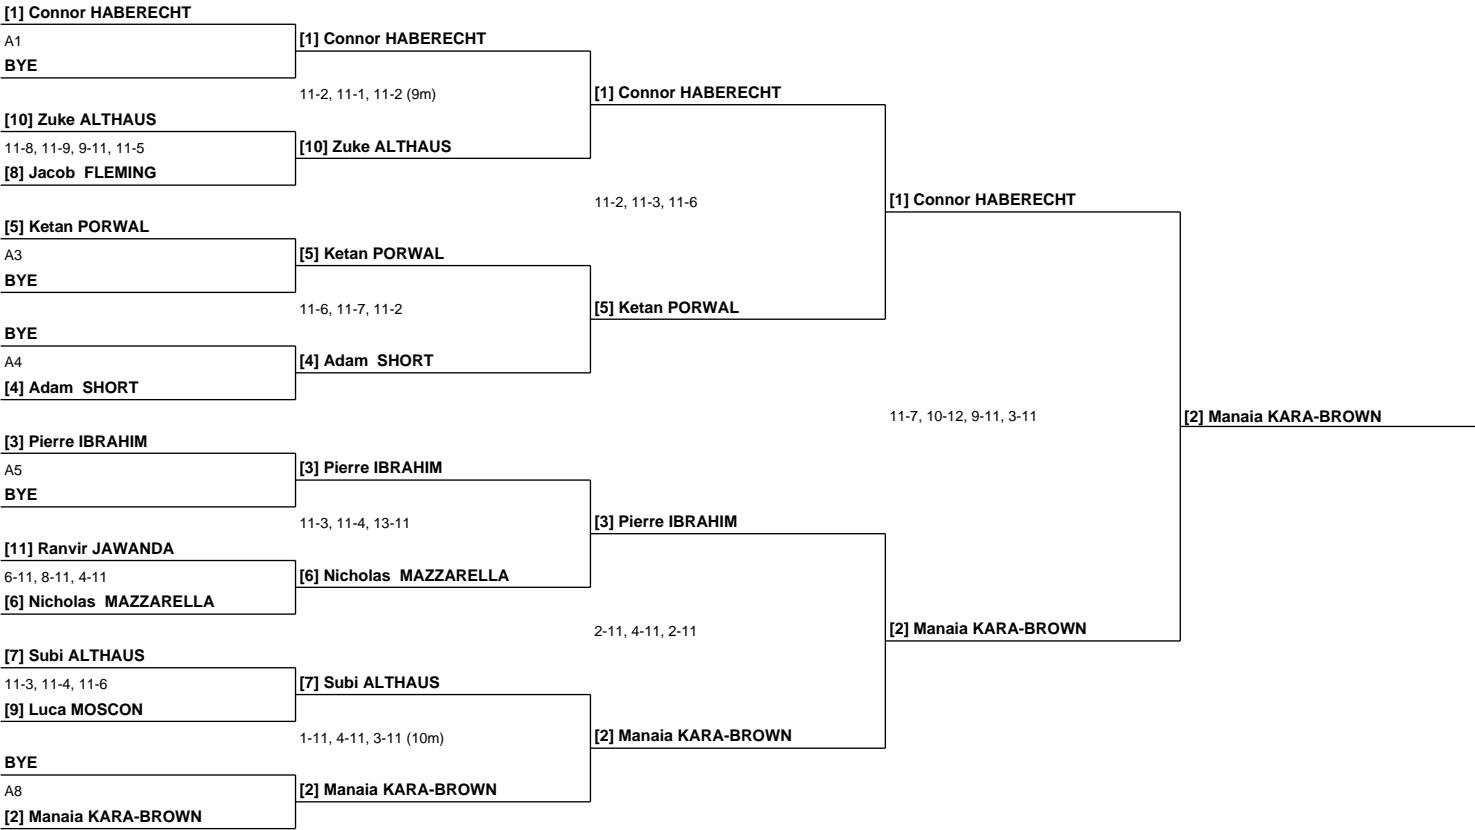 [1] Connor HABERECHT
A1
BYE
[10] Zuke ALTHAUS
11-8, 11-9, 9-11, 11-5
[8] Jacob  FLEMING
[5] Ketan PORWAL
A3
BYE
BYE
A4
[4] Adam  SHORT
[3] Pierre IBRAHIM
A5
BYE
[11] Ranvir JAWANDA
6-11, 8-11, 4-11
[6] Nicholas  MAZZARELLA
[7] Subi ALTHAUS
11-3, 11-4, 11-6
[9] Luca MOSCON
BYE
A8
[2] Manaia KARA-BROWN
[1] Connor HABERECHT
11-2, 11-1, 11-2 (9m)
[10] Zuke ALTHAUS
[5] Ketan PORWAL
11-6, 11-7, 11-2
[4] Adam  SHORT
[3] Pierre IBRAHIM
11-3, 11-4, 13-11
[6] Nicholas  MAZZARELLA
[7] Subi ALTHAUS
1-11, 4-11, 3-11 (10m)
[2] Manaia KARA-BROWN
[1] Connor HABERECHT
11-2, 11-3, 11-6
[5] Ketan PORWAL
[3] Pierre IBRAHIM
2-11, 4-11, 2-11
[2] Manaia KARA-BROWN
[1] Connor HABERECHT
11-7, 10-12, 9-11, 3-11
[2] Manaia KARA-BROWN
[2] Manaia KARA-BROWN